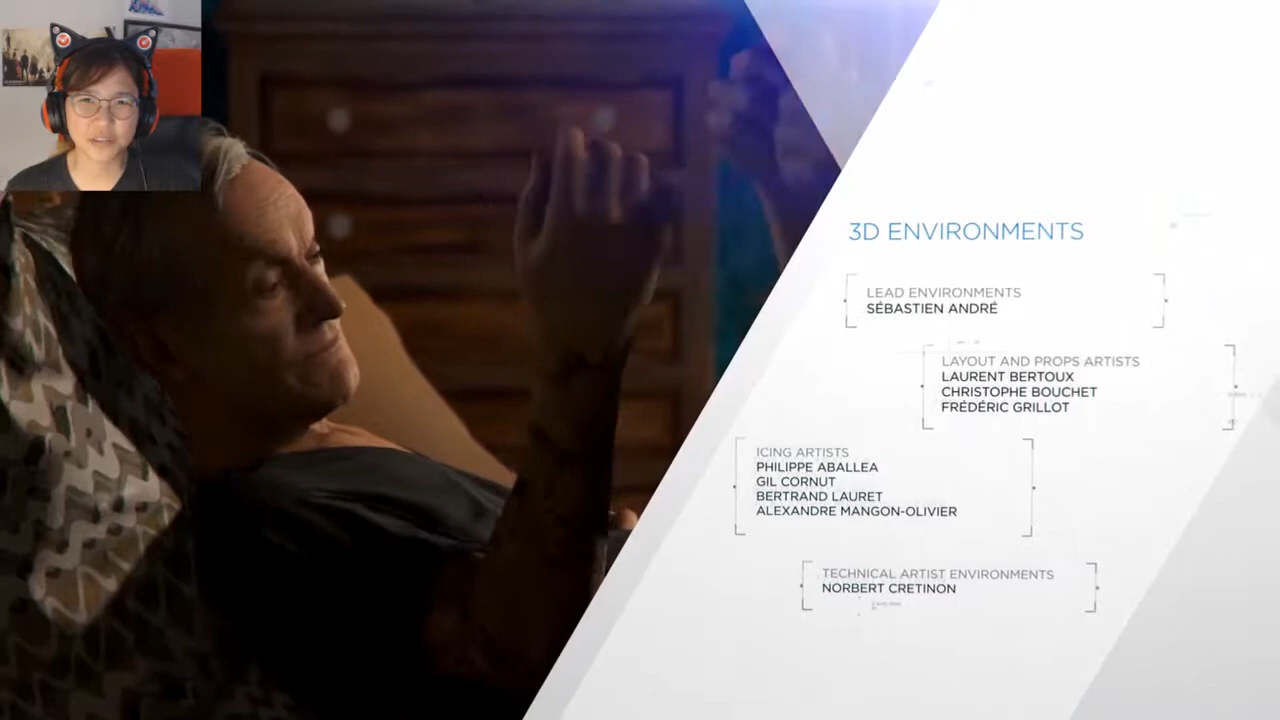 3D ENVIRONMENTS
LEAD ENVIRONMENTS
SÉBASTIEN ANDRÉ
LAYOUT AND PROPS ARTISTS
LAURENT BERTOUX
CHRISTOPHE BOUCHET
FRÉDÉRIC GRILLOT
ICING ARTISTS
PHILIPPE ABALLEA
GIL CORNUT
BERTRAND LAURET
ALEXANDRE MANGON-OLIVIER
TECHNICAL ARTIST ENVIRONMENTS
NORBERT CRETINON